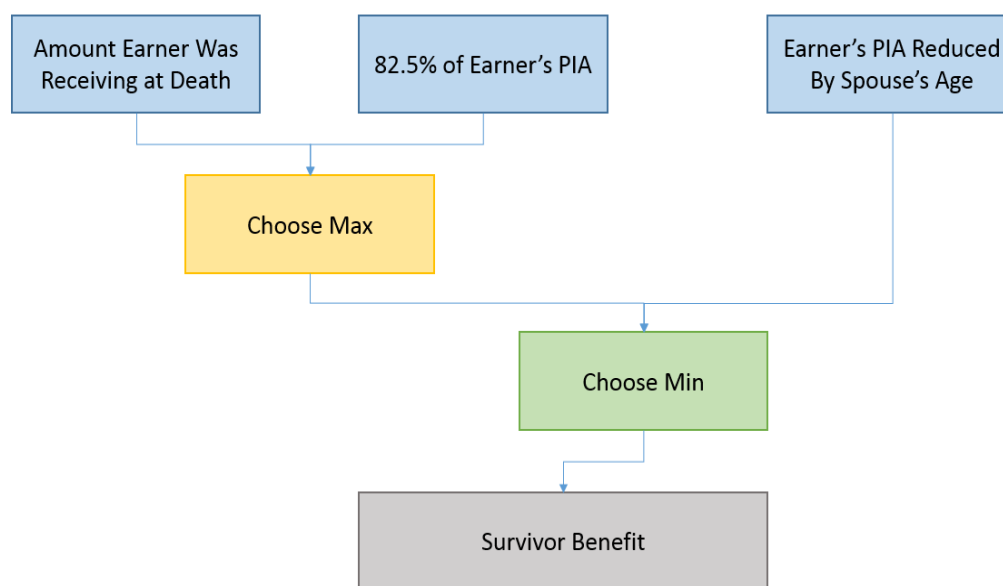 Amount Earner Was
Receiving at Death
82.5% of Earner's PIA
Earner's PIA Reduced
By Spouse's Age
Choose Max
Choose Min
Survivor Benefit